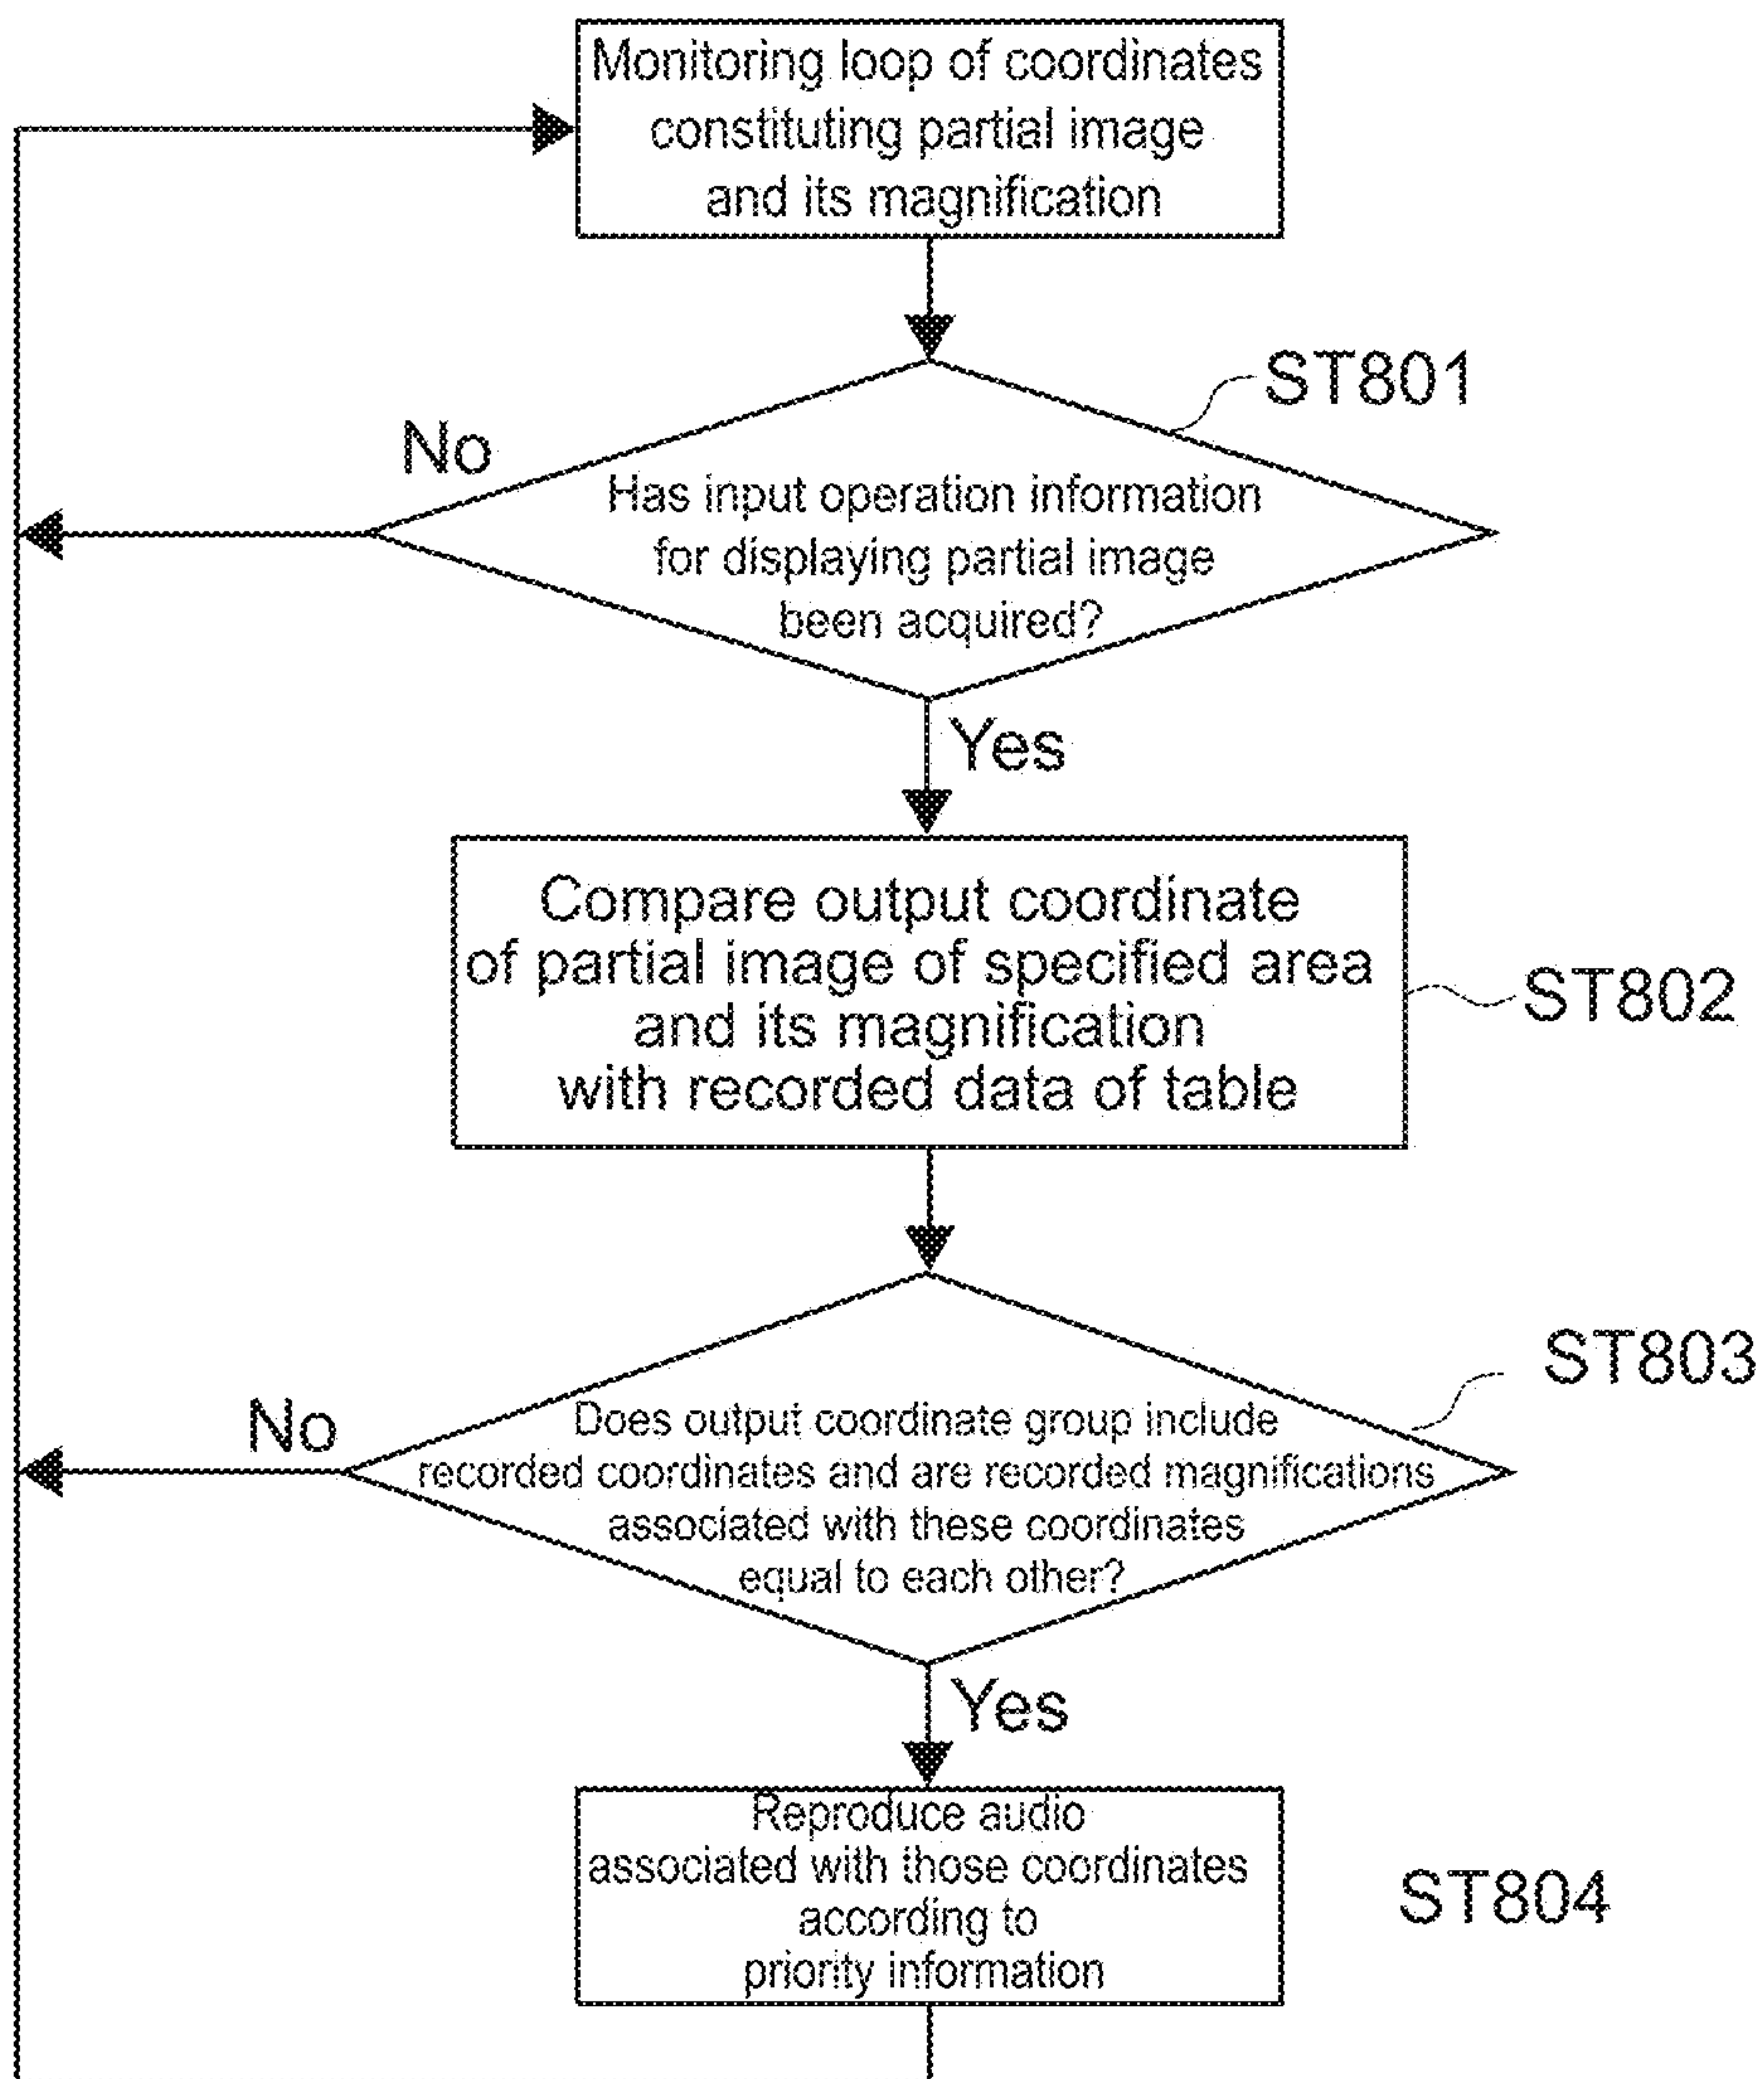 Monitoring loop of coordinates
constituting partial image
and its magnification
ST801
No
Has input operation information
for displaying partial image
been acquired?
Yes
Compare output coordinate
of partial image of specified area
and its magnification
with recorded data of table
ST802
ST803
No
Does output coordinate group include
recorded coordinates and are recorded magnifications
associated with these coordinates
equal to each other?
Yes
Reproduce audio
associated with those coordinates
according to
priority information
ST804